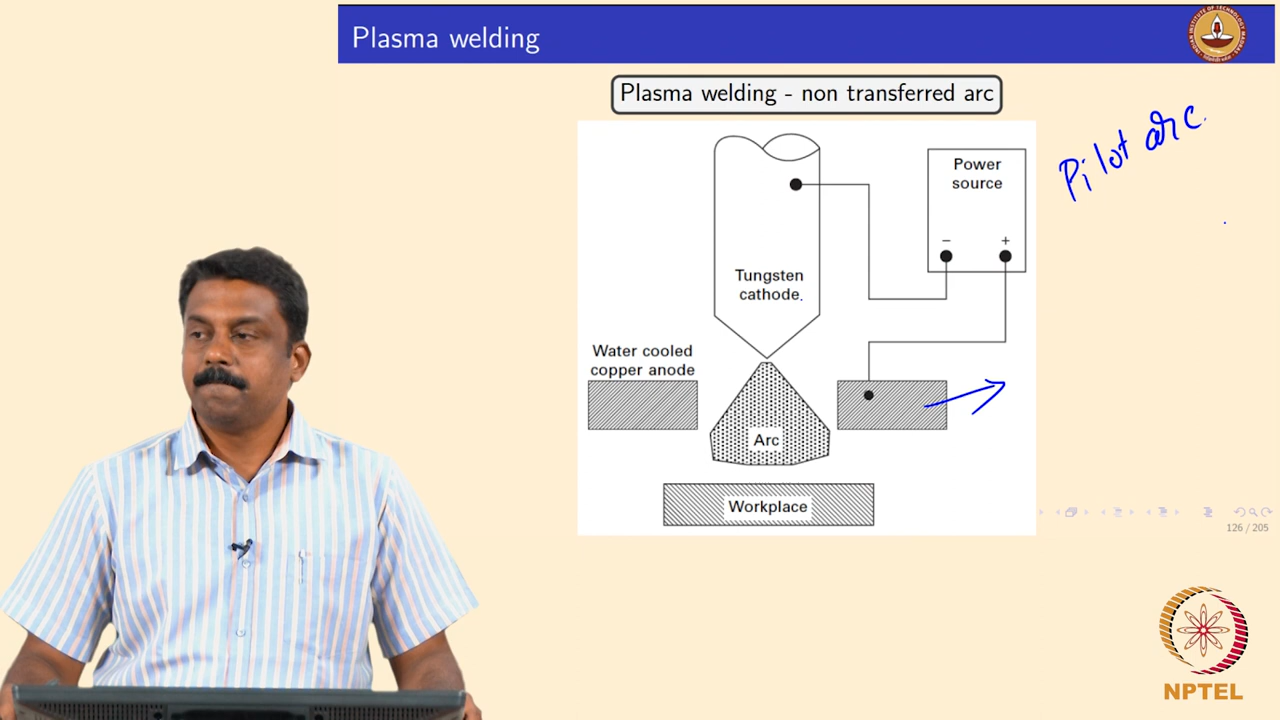 Plasma welding
Plasma welding - non transferred arc
Pilot arc.
Power
source
−
+
Tungsten
cathode.
Water cooled
copper anode
Arc
Workplace
126 / 205
NPTEL